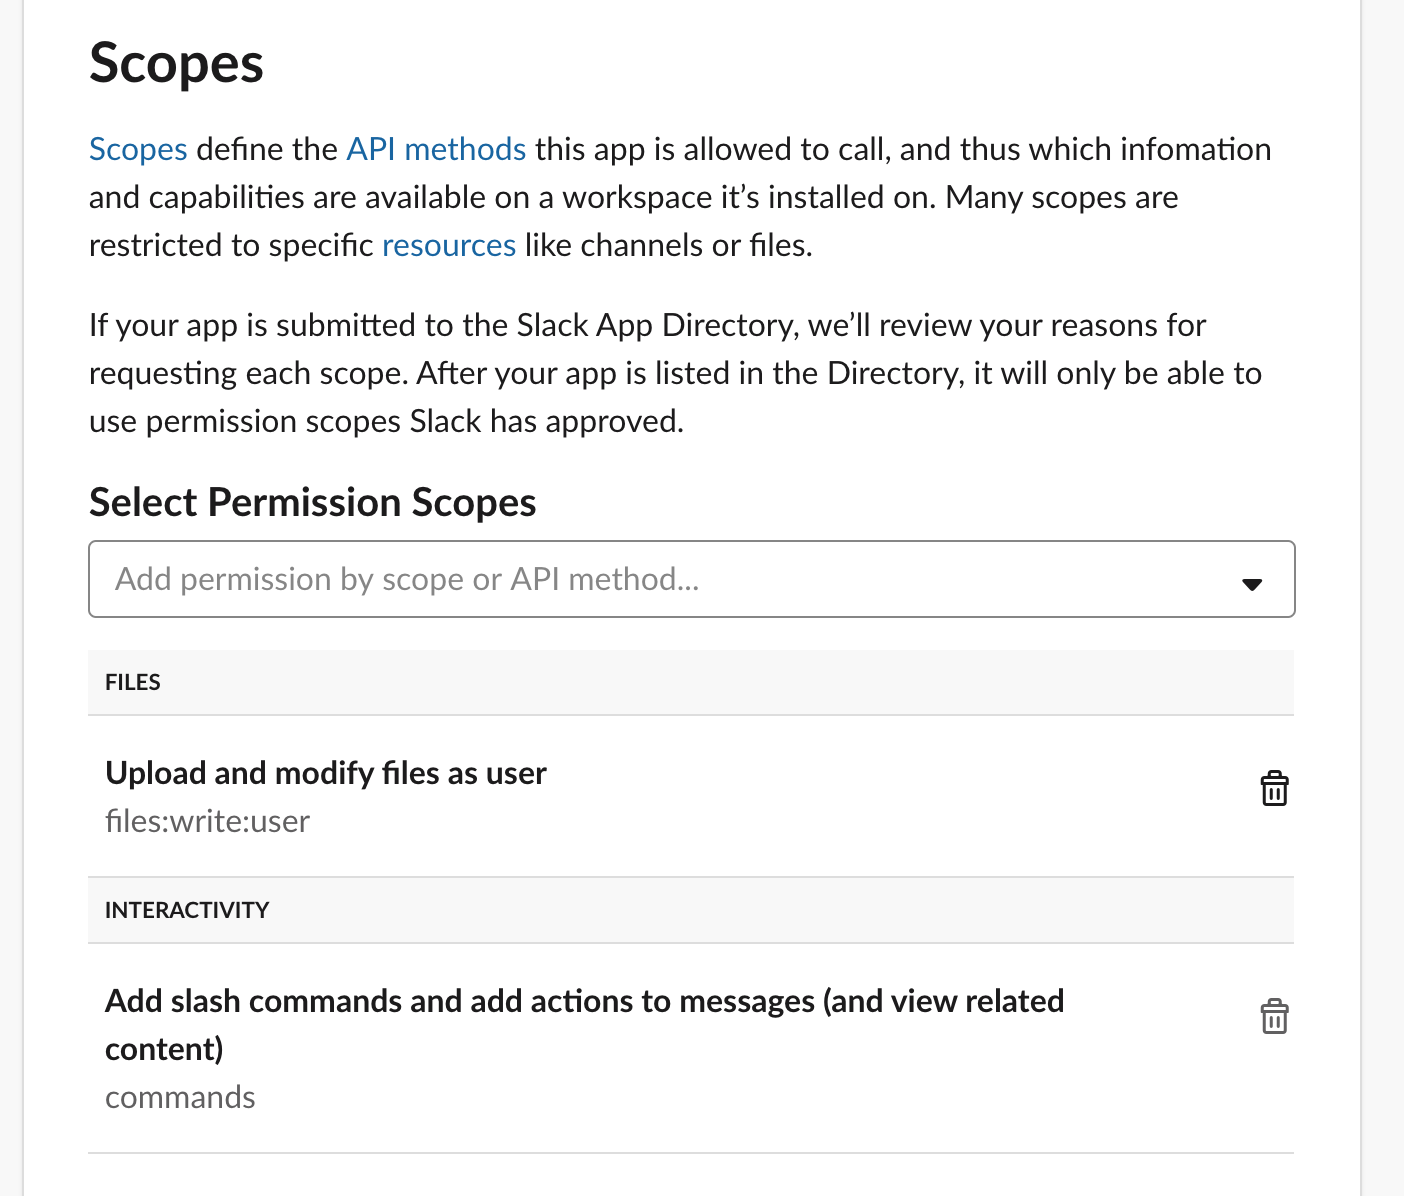 Scopes
Scopes define the API methods this app is allowed to call, and thus which infomation
and capabilities are available on a workspace it’s installed on. Many scopes are
restricted to specific resources like channels or files.
If your app is submitted to the Slack App Directory, we’ll review your reasons for
requesting each scope. After your app is listed in the Directory, it will only be able to
use permission scopes Slack has approved.
Select Permission Scopes
Add permission by scope or API method...
FILES
Upload and modify files as user
files:write:user
INTERACTIVITY
Add slash commands and add actions to messages (and view related
content)
commands